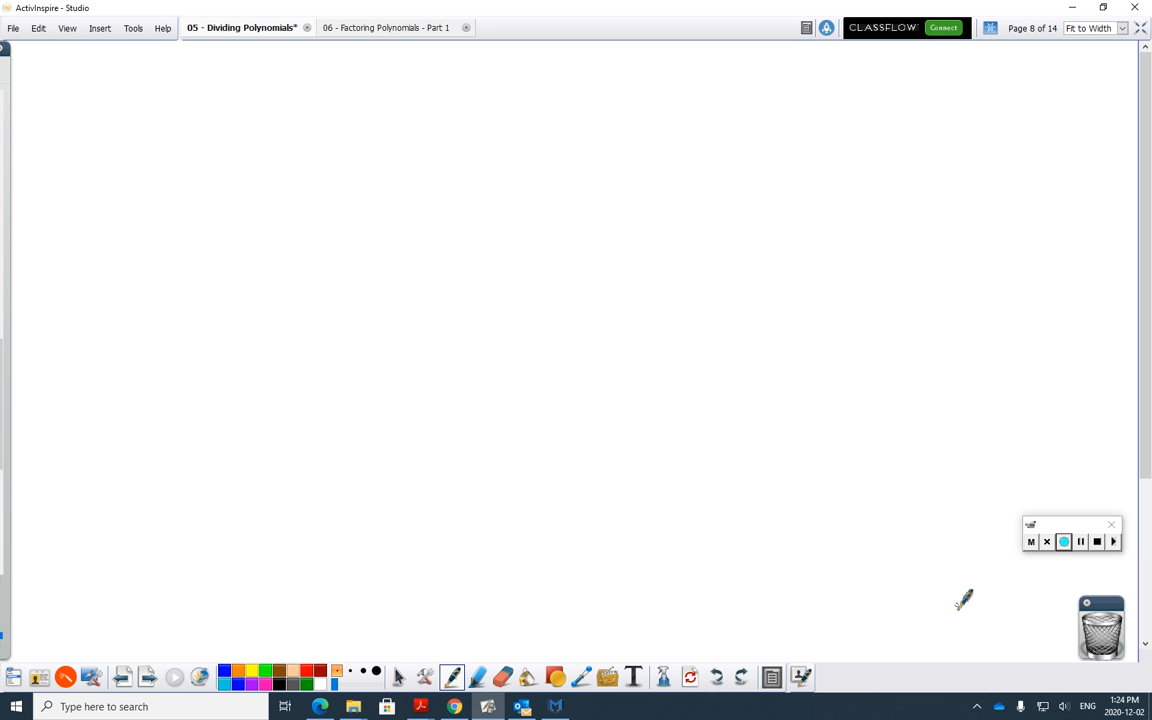 ActivInspire - Studio
File Edit View Insert Tools Help 05 - Dividing Polynomials* 06 - Factoring Polynomials - Part 1 CLASSFLOW Connect Page 8 of 14 Fit to Width
M
T
Type here to search ENG 1:24 PM
2020-12-02